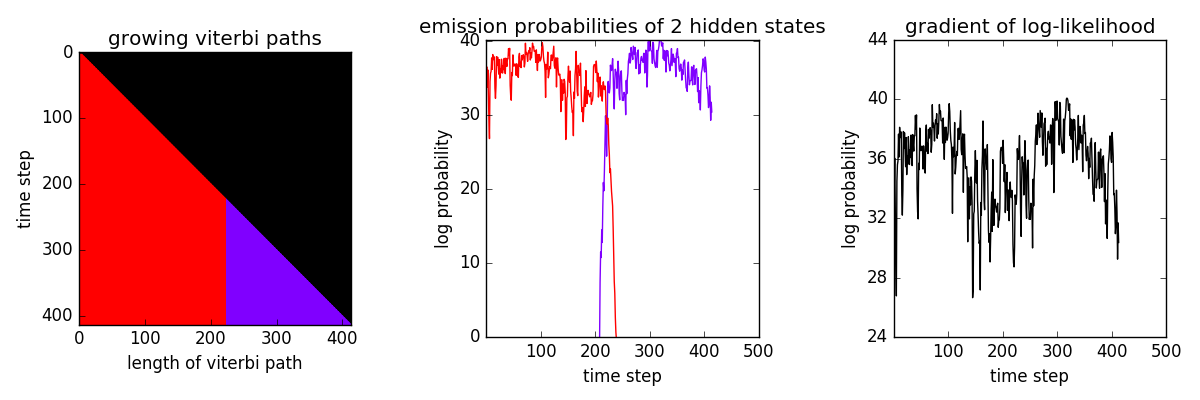 growing viterbi paths
0
100
200
300
400
time step
0 100 200 300 400
length of viterbi path
emission probabilities of 2 hidden states
40
30
20
10
0
log probability
100 200 300 400 500
time step
gradient of log-likelihood
44
40
36
32
28
24
log probability
100 200 300 400 500
time step